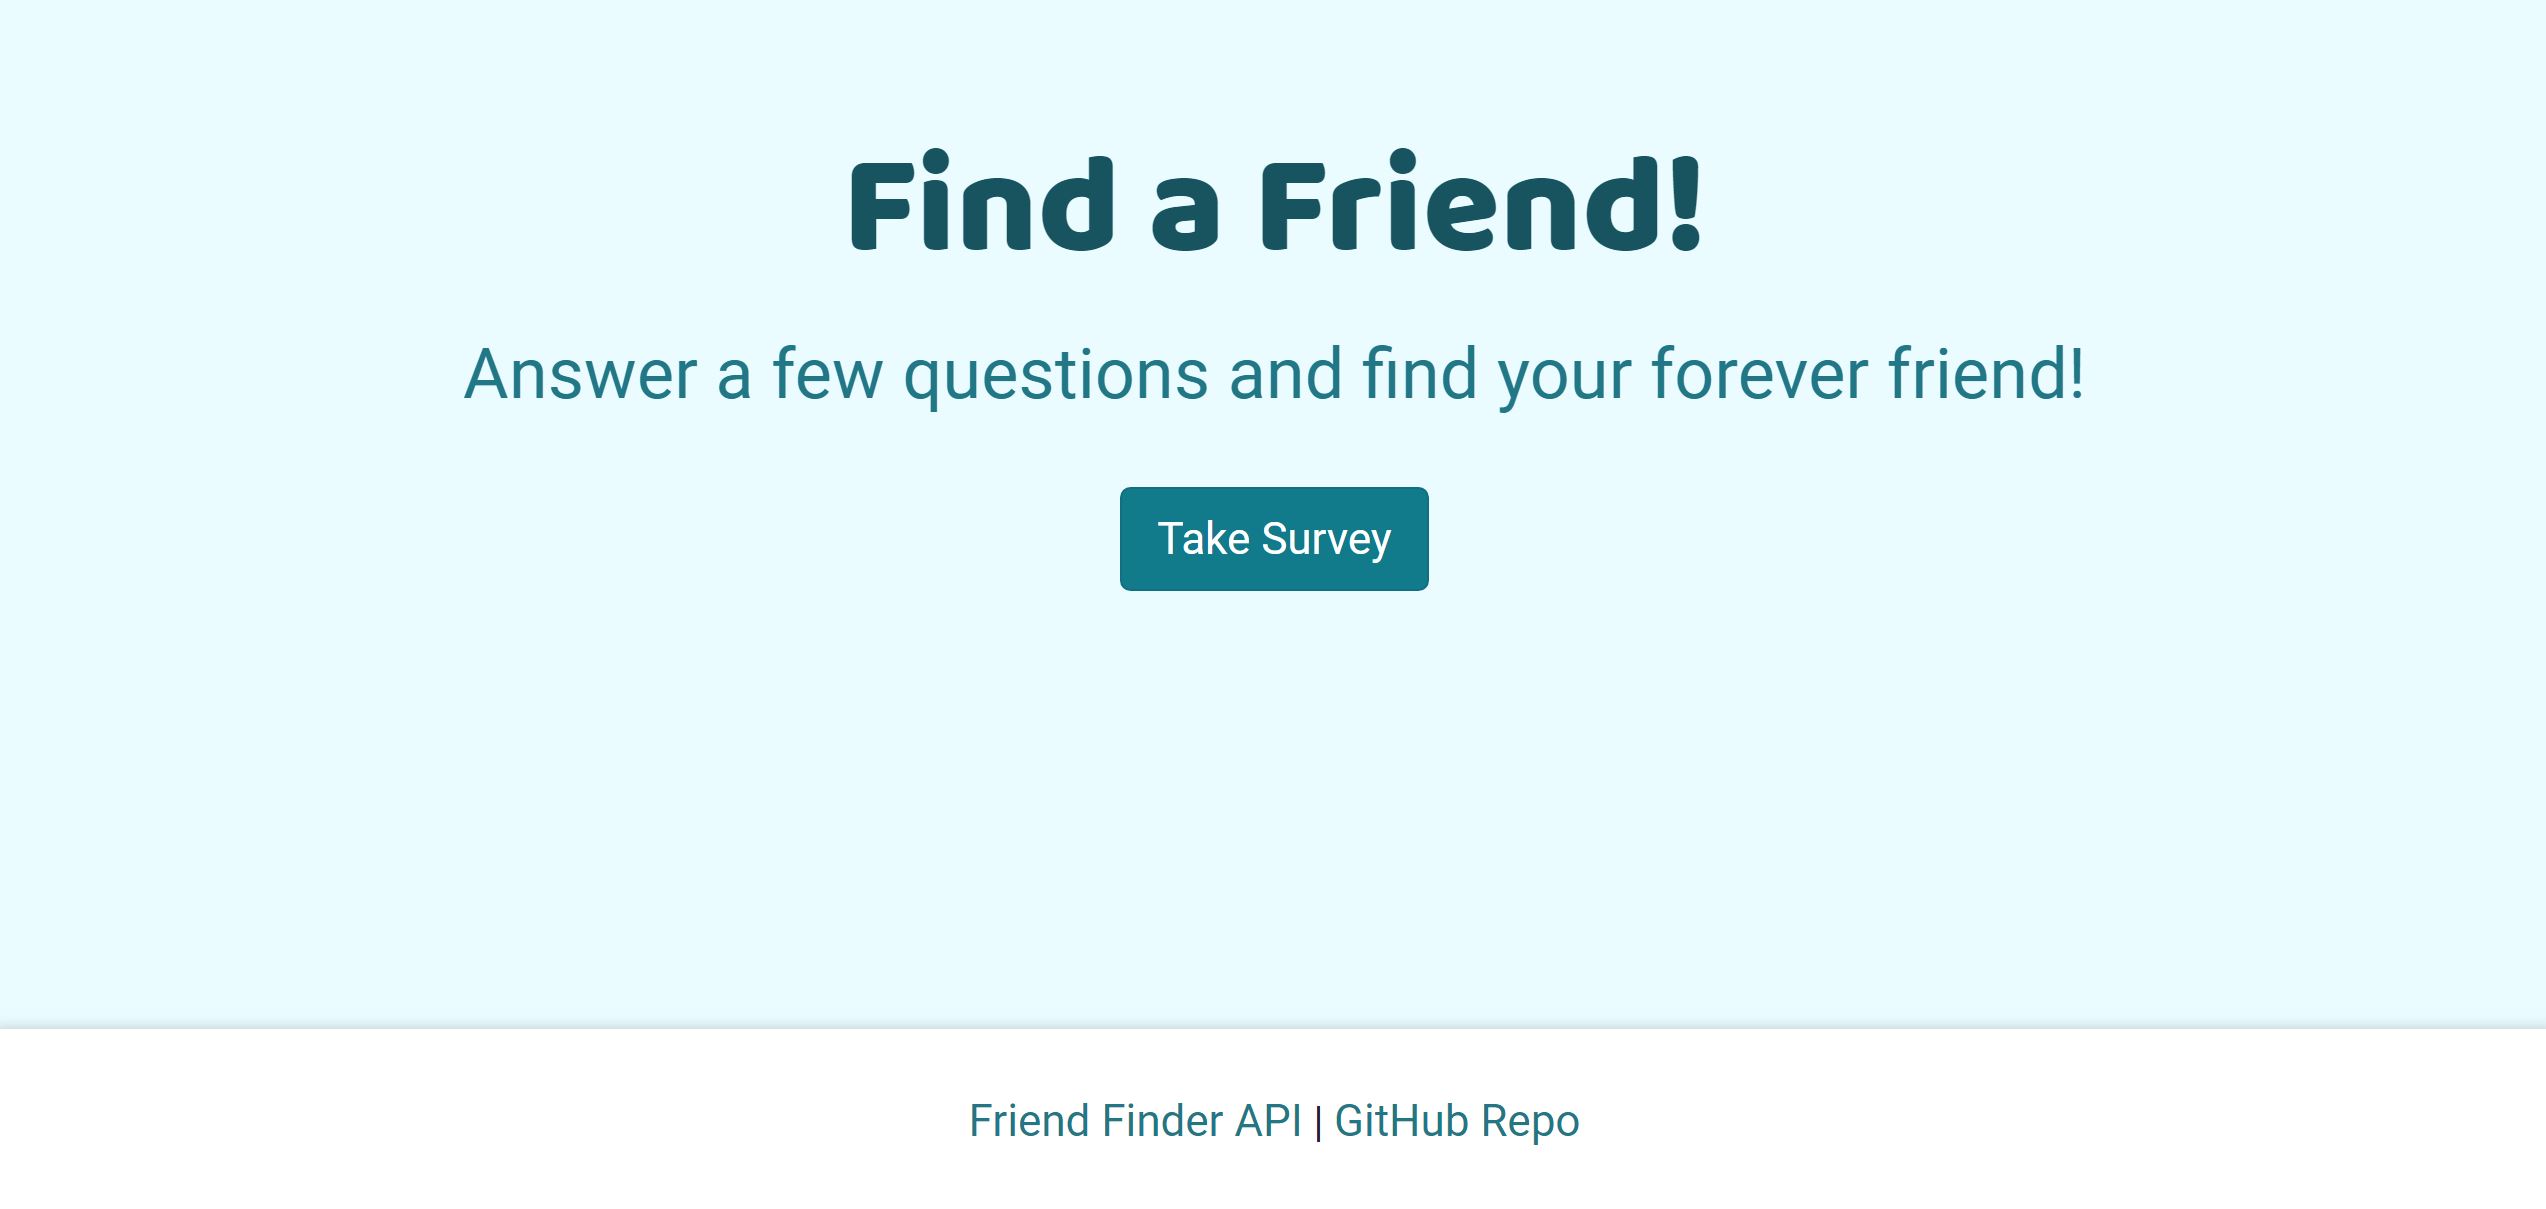 Find a Friend!
Answer a few questions and find your forever friend!
Take Survey
Friend Finder API | GitHub Repo